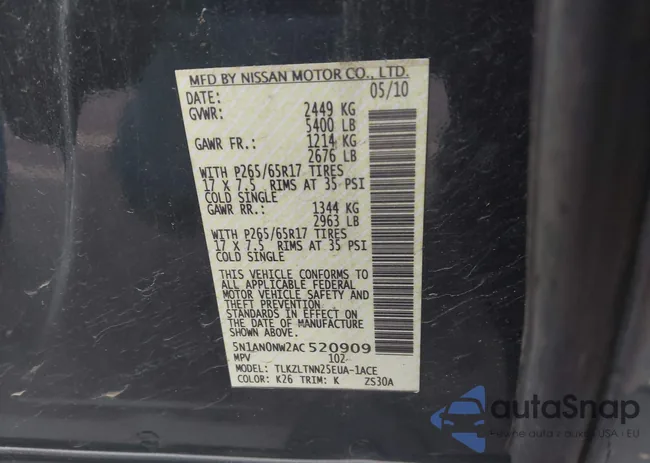 MFD BY NISSAN MOTOR CO., LTD.
DATE: 05/10
GVWR: 2449 KG
5400 LB
GAWR FR.: 1214 KG
2676 LB
WITH P265/65R17 TIRES
17 X 7.5 RIMS AT 35 PSI
COLD SINGLE
GAWR RR.: 1344 KG
2963 LB
WITH P265/65R17 TIRES
17 X 7.5 RIMS AT 35 PSI
COLD SINGLE
THIS VEHICLE CONFORMS TO
ALL APPLICABLE FEDERAL
MOTOR VEHICLE SAFETY AND
THEFT PREVENTION
STANDARDS IN EFFECT ON
THE DATE OF MANUFACTURE
SHOWN ABOVE.
5N1AN0NW2AC 520909
MPV 102
MODEL: TLKZLTNN25EUA-1ACE
COLOR: K26 TRIM: K ZS30A
autaSnap